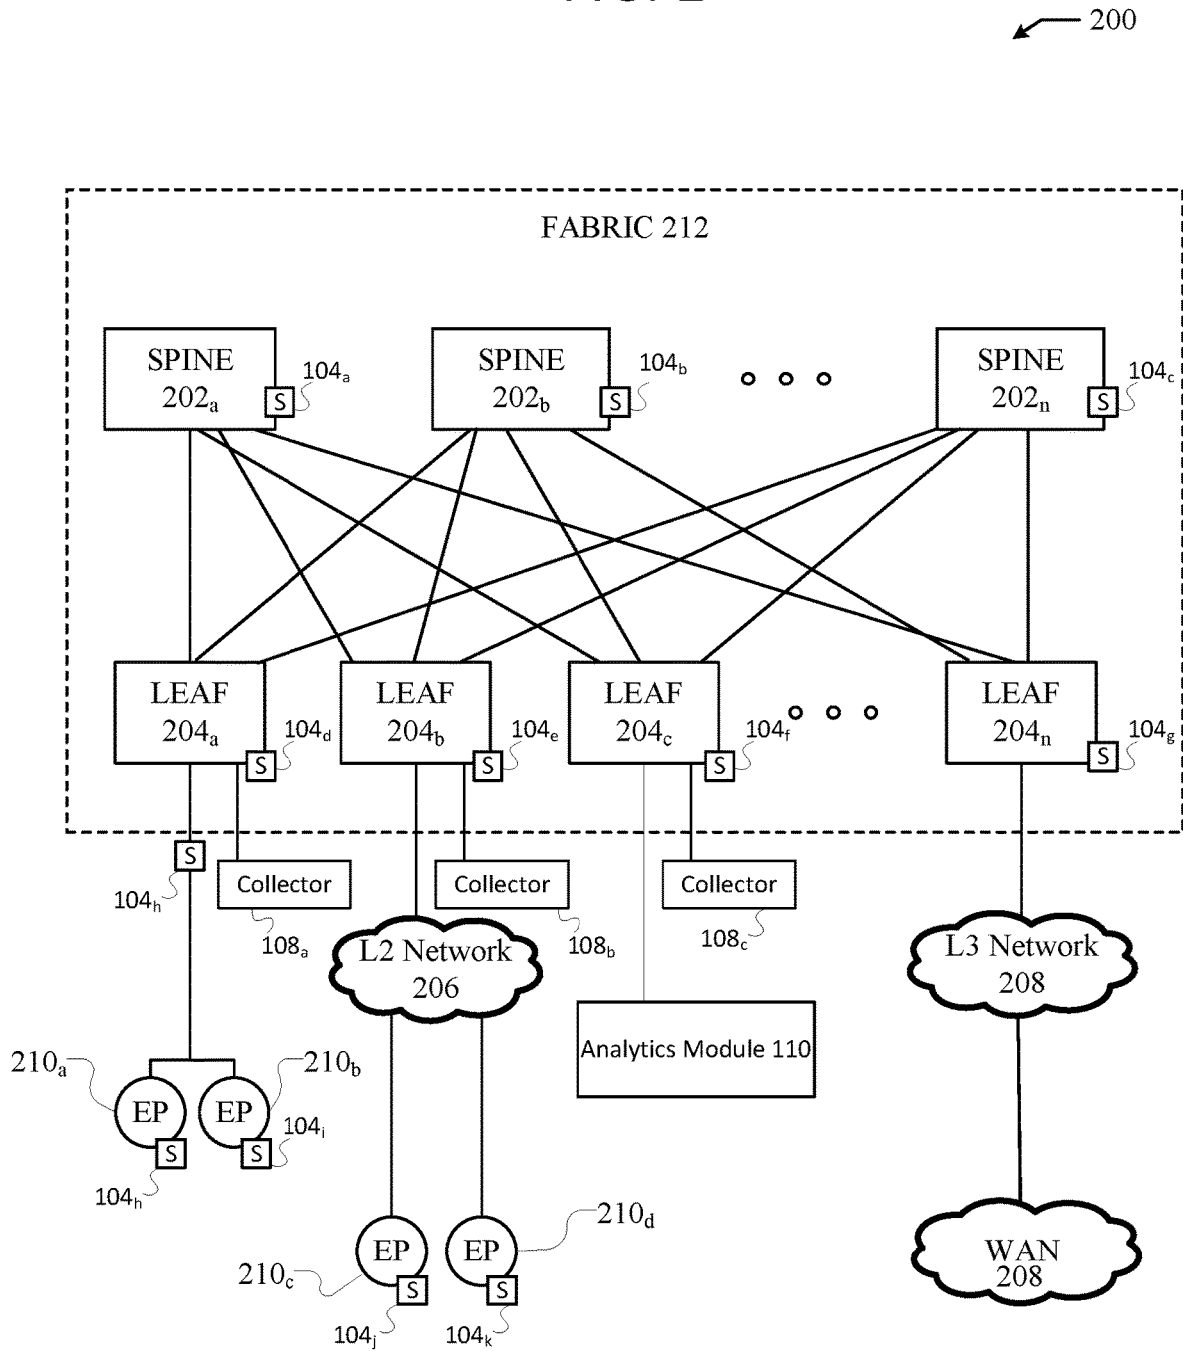 200
FABRIC 212
SPINE
202a
S
104a
SPINE
202b
S
104b
SPINE
202n
S
104c
LEAF
204a
S
104d
LEAF
204b
S
104e
LEAF
204c
S
104f
LEAF
204n
S
104g
S
104h
Collector
108a
Collector
108b
Collector
108c
L2 Network
206
L3 Network
208
Analytics Module 110
210a
EP
S
104h
210b
EP
S
104i
EP
210c
S
104j
EP
210d
S
104k
WAN
208